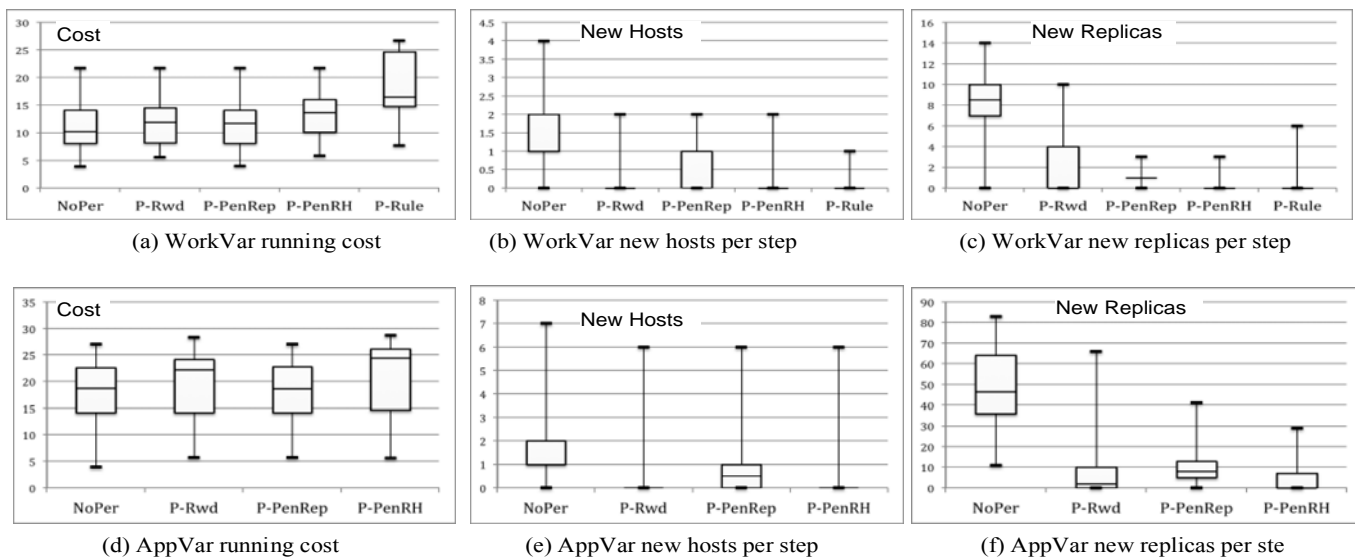 Cost
30
25
20
15
10
5
0
NoPer P-Rwd P-PenRep P-PenRH P-Rule
(a) WorkVar running cost
New Hosts
4.5
4
3.5
3
2.5
2
1.5
1
0.5
0
NoPer P-Rwd P-PenRep P-PenRH P-Rule
(b) WorkVar new hosts per step
New Replicas
16
14
12
10
8
6
4
2
0
NoPer P-Rwd P-PenRep P-PenRH P-Rule
(c) WorkVar new replicas per step
Cost
35
30
25
20
15
10
5
0
NoPer P-Rwd P-PenRep P-PenRH
(d) AppVar running cost
New Hosts
8
7
6
5
4
3
2
1
0
NoPer P-Rwd P-PenRep P-PenRH
(e) AppVar new hosts per step
New Replicas
90
80
70
60
50
40
30
20
10
0
NoPer P-Rwd P-PenRep P-PenRH
(f) AppVar new replicas per ste